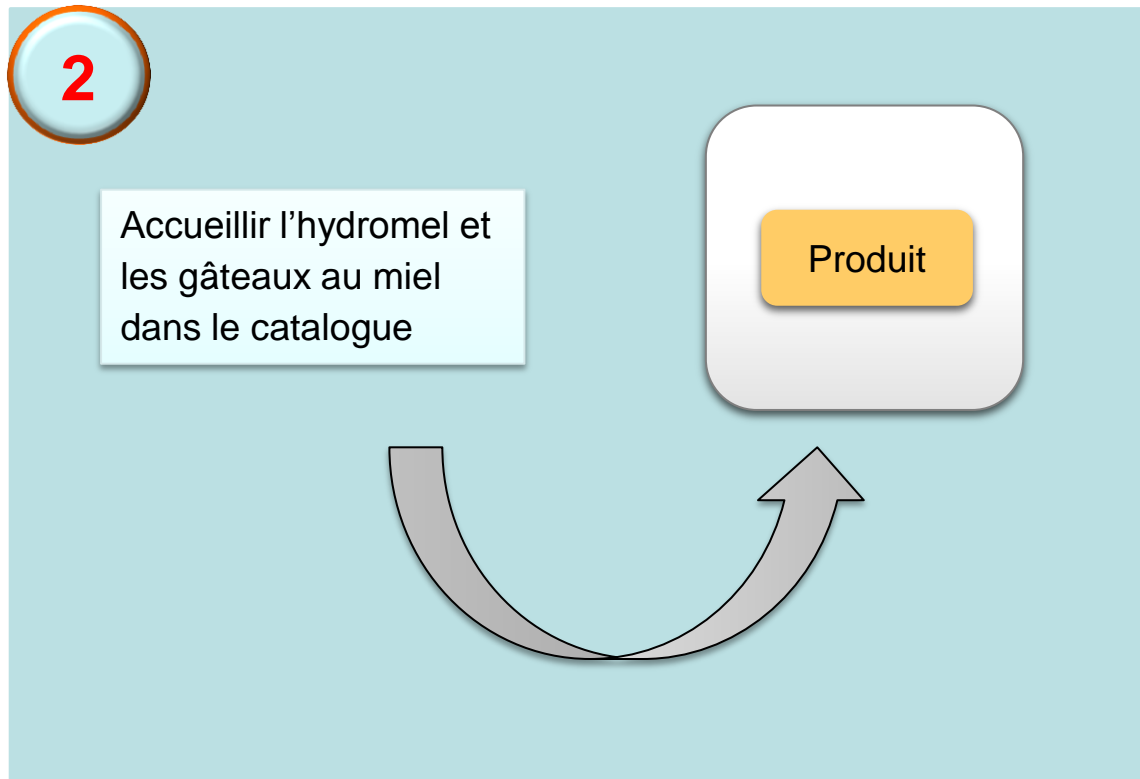 2
Accueillir l’hydromel et
les gâteaux au miel
dans le catalogue
Produit